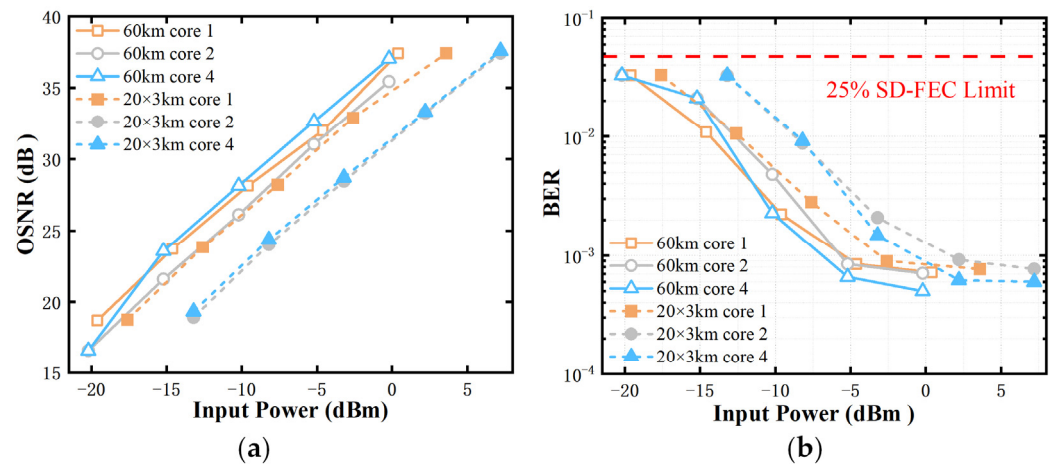 (a)
60km core 1
60km core 2
60km core 4
20×3km core 1
20×3km core 2
20×3km core 4
OSNR (dB)
40
35
30
25
20
15
−20
−15
−10
−5
0
5
Input Power (dBm)
(a)
10⁻¹
10⁻²
10⁻³
10⁻⁴
BER
25% SD-FEC Limit
60km core 1
60km core 2
60km core 4
20×3km core 1
20×3km core 2
20×3km core 4
−20
−15
−10
−5
0
5
Input Power (dBm )
(b)